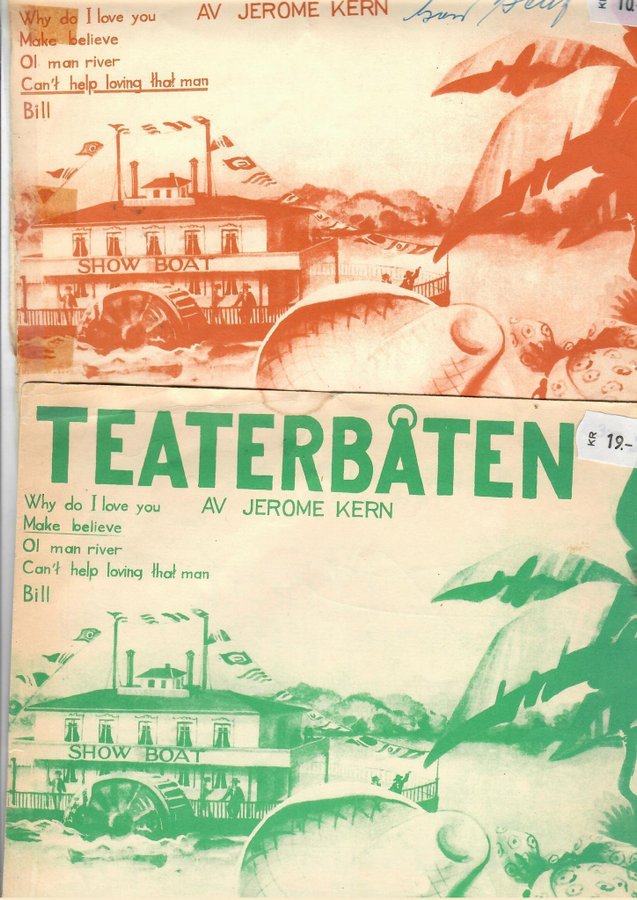 Why do I love you
AV JEROME KERN
Make believe
Ol man river
Can't help loving that man
Bill
KR
SHOW BOAT
TEATERBÅTEN
KR 19.-
Why do I love you
AV JEROME KERN
Make believe
Ol man river
Can't help loving that man
Bill
SHOW BOAT